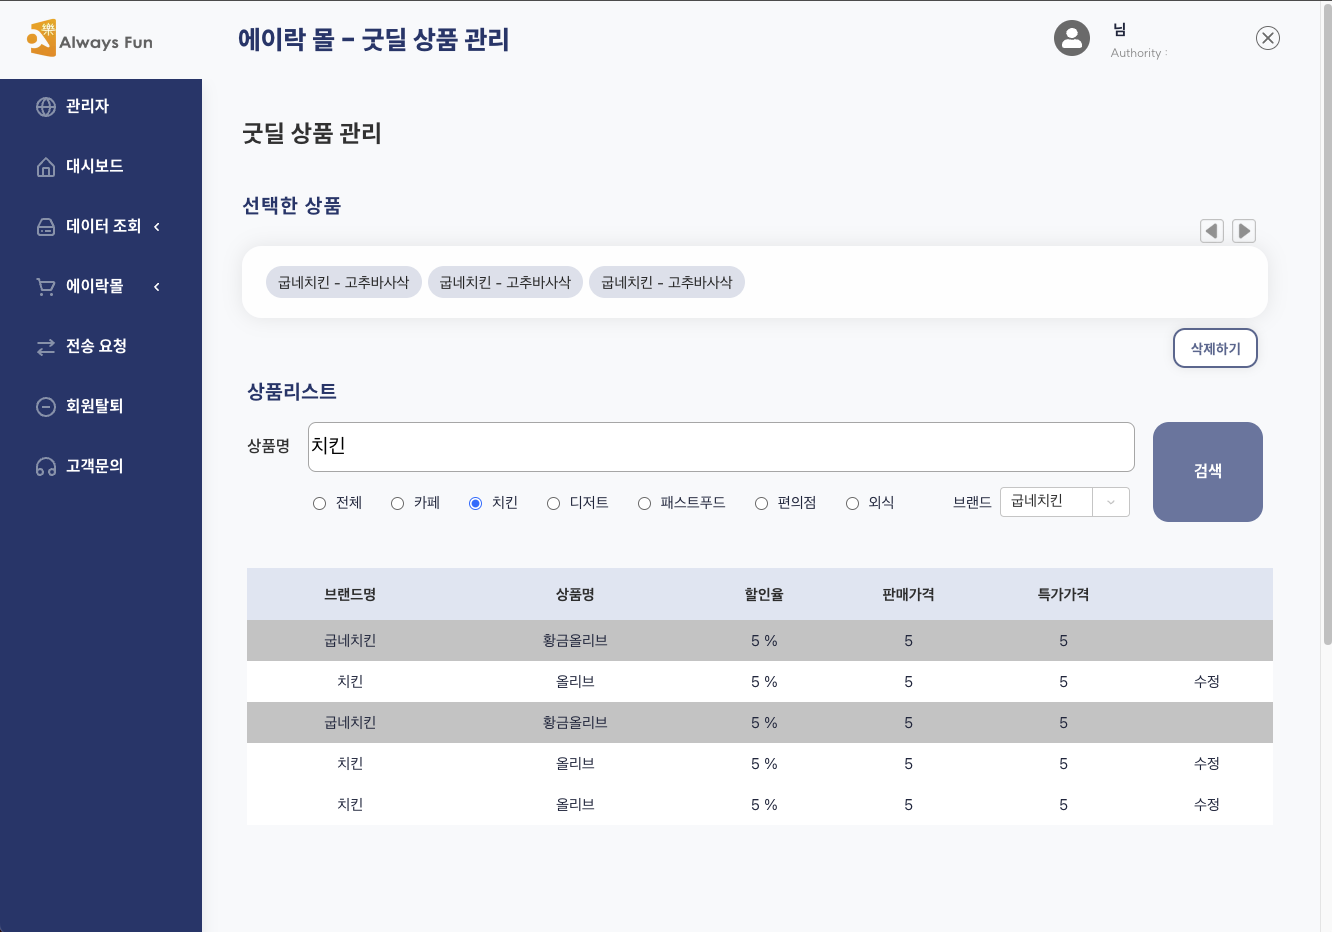 樂 Always Fun
에이락 몰 - 굿딜 상품 관리
님
Authority :
관리자
대시보드
데이터 조회
에이락몰
전송 요청
회원탈퇴
고객문의
굿딜 상품 관리
선택한 상품
굽네치킨 - 고추바사삭 굽네치킨 - 고추바사삭 굽네치킨 - 고추바사삭
삭제하기
상품리스트
상품명 치킨 검색
전체 카페 치킨 디저트 패스트푸드 편의점 외식 브랜드 굽네치킨
브랜드명 상품명 할인율 판매가격 특가가격
굽네치킨 황금올리브 5 % 5 5
치킨 올리브 5 % 5 5 수정
굽네치킨 황금올리브 5 % 5 5
치킨 올리브 5 % 5 5 수정
치킨 올리브 5 % 5 5 수정